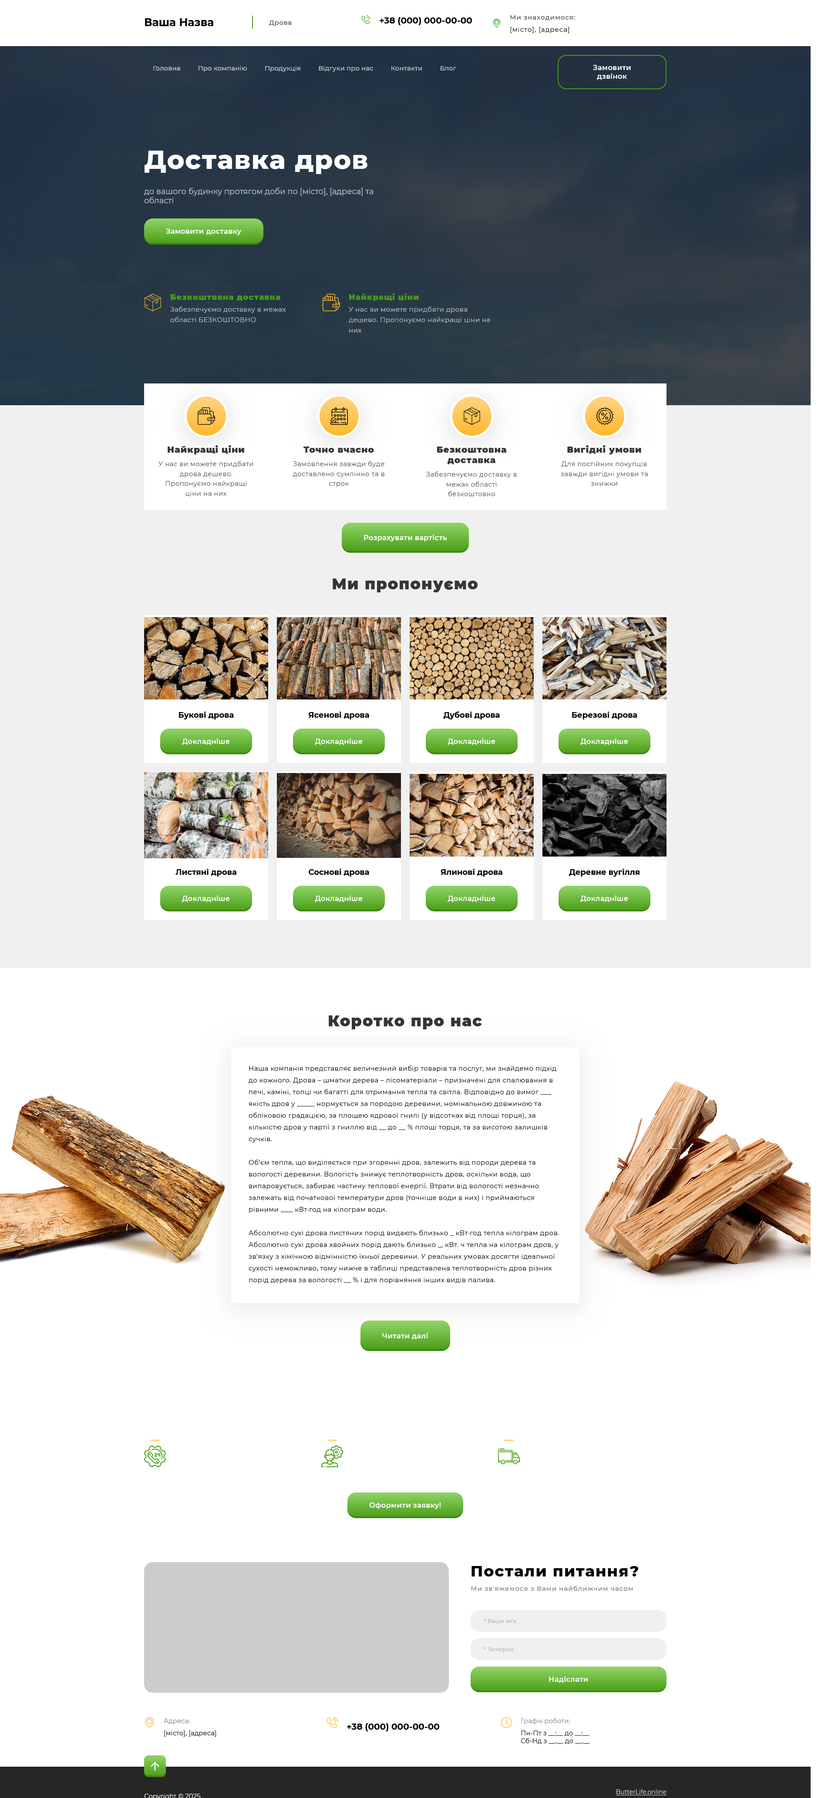 Ваша Назва
Дрова
+38 (000) 000-00-00
Ми знаходимося:
[місто], [адреса]
Головна
Про компанію
Продукція
Відгуки про нас
Контакти
Блог
Замовити
дзвінок
Доставка дров
до вашого будинку протягом доби по [місто], [адреса] та
області
Замовити доставку
Безкоштовна доставка
Забезпечуємо доставку в межах
області БЕЗКОШТОВНО
Найкращі ціни
У нас ви можете придбати дрова
дешево. Пропонуємо найкращі ціни на
них
Найкращі ціни
У нас ви можете придбати
дрова дешево.
Пропонуємо найкращі
ціни на них
Точно вчасно
Замовлення завжди буде
доставлено сумлінно та в
строк
Безкоштовна
доставка
Забезпечуємо доставку в
межах області
безкоштовно
Вигідні умови
Для постійних покупців
завжди вигідні умови та
знижки
Розрахувати вартість
Ми пропонуємо
Букові дрова
Докладніше
Ясенові дрова
Докладніше
Дубові дрова
Докладніше
Березові дрова
Докладніше
Листяні дрова
Докладніше
Соснові дрова
Докладніше
Ялинові дрова
Докладніше
Деревне вугілля
Докладніше
Коротко про нас
Наша компанія представляє величезний вибір товарів та послуг, ми знайдемо підхід
до кожного. Дрова – шматки дерева – лісоматеріали – призначені для спалювання в
печі, каміні, топці чи багатті для отримання тепла та світла. Відповідно до вимог ___
якість дров у _____ нормується за породою деревини, номінальною довжиною та
обліковою градацією, за площею ядрової гнилі (у відсотках від площі торця), за
кількістю дров у партії з гниллю від __ до __ % площі торця, та за висотою залишків
сучків.
Об'єм тепла, що виділяється при згорянні дров, залежить від породи дерева та
вологості деревини. Вологість знижує теплотворність дров, оскільки вода, що
випаровується, забирає частину теплової енергії. Втрати від вологості незначно
залежать від початкової температури дров (точніше води в них) і приймаються
рівними ____ кВт·год на кілограм води.
Абсолютно сухі дрова листяних порід видають близько _ кВт·год тепла кілограм дров.
Абсолютно сухі дрова хвойних порід дають близько __ кВт. ч тепла на кілограм дров, у
зв'язку з хімічною відмінністю їхньої деревини. У реальних умовах досягти ідеальної
сухості неможливо, тому нижче в таблиці представлена теплотворність дров різних
порід дерева за вологості __ % і для порівняння інших видів палива.
Читати далі
Оформити заявку!
Постали питання?
Ми зв'яжемося з Вами найближчим часом
* Ваше ім'я:
* Телефон:
Надіслати
Адреса:
[місто], [адреса]
+38 (000) 000-00-00
Графік роботи:
Пн-Пт з __:__ до __:__
Сб-Нд з __.__ до __.__
ButterLife.online
Copyright © 2025